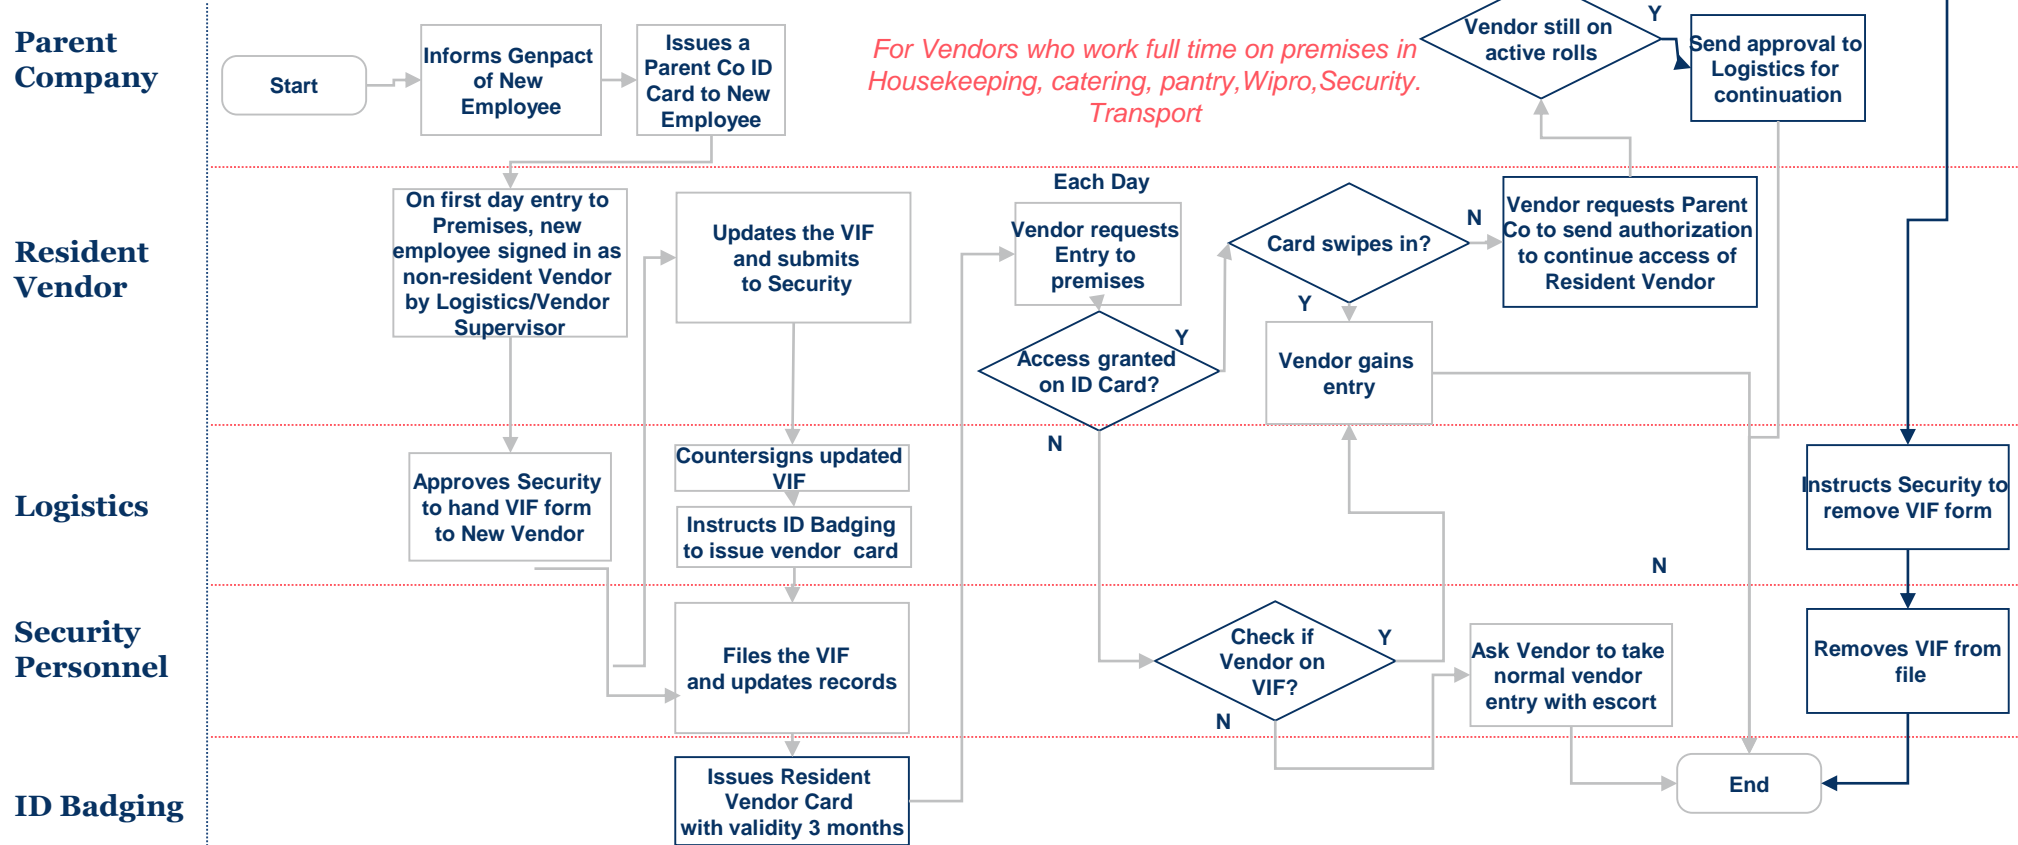 Parent
Company
Start
Informs Genpact
of New
Employee
Issues a
Parent Co ID
Card to New
Employee
For Vendors who work full time on premises in
Housekeeping, catering, pantry,Wipro,Security.
Transport
Vendor still on
active rolls
Y
Send approval to
Logistics for
continuation
Resident
Vendor
On first day entry to
Premises, new
employee signed in as
non-resident Vendor
by Logistics/Vendor
Supervisor
Updates the VIF
and submits
to Security
Each Day
Vendor requests
Entry to
premises
Access granted
on ID Card?
Y
N
Card swipes in?
N
Y
Vendor requests Parent
Co to send authorization
to continue access of
Resident Vendor
Vendor gains
entry
Logistics
Approves Security
to hand VIF form
to New Vendor
Countersigns updated
VIF
Instructs ID Badging
to issue vendor  card
N
Instructs Security to
remove VIF form
Security
Personnel
Files the VIF
and updates records
Check if
Vendor on
VIF?
Y
N
Ask Vendor to take
normal vendor
entry with escort
Removes VIF from
file
ID Badging
Issues Resident
Vendor Card
with validity 3 months
End